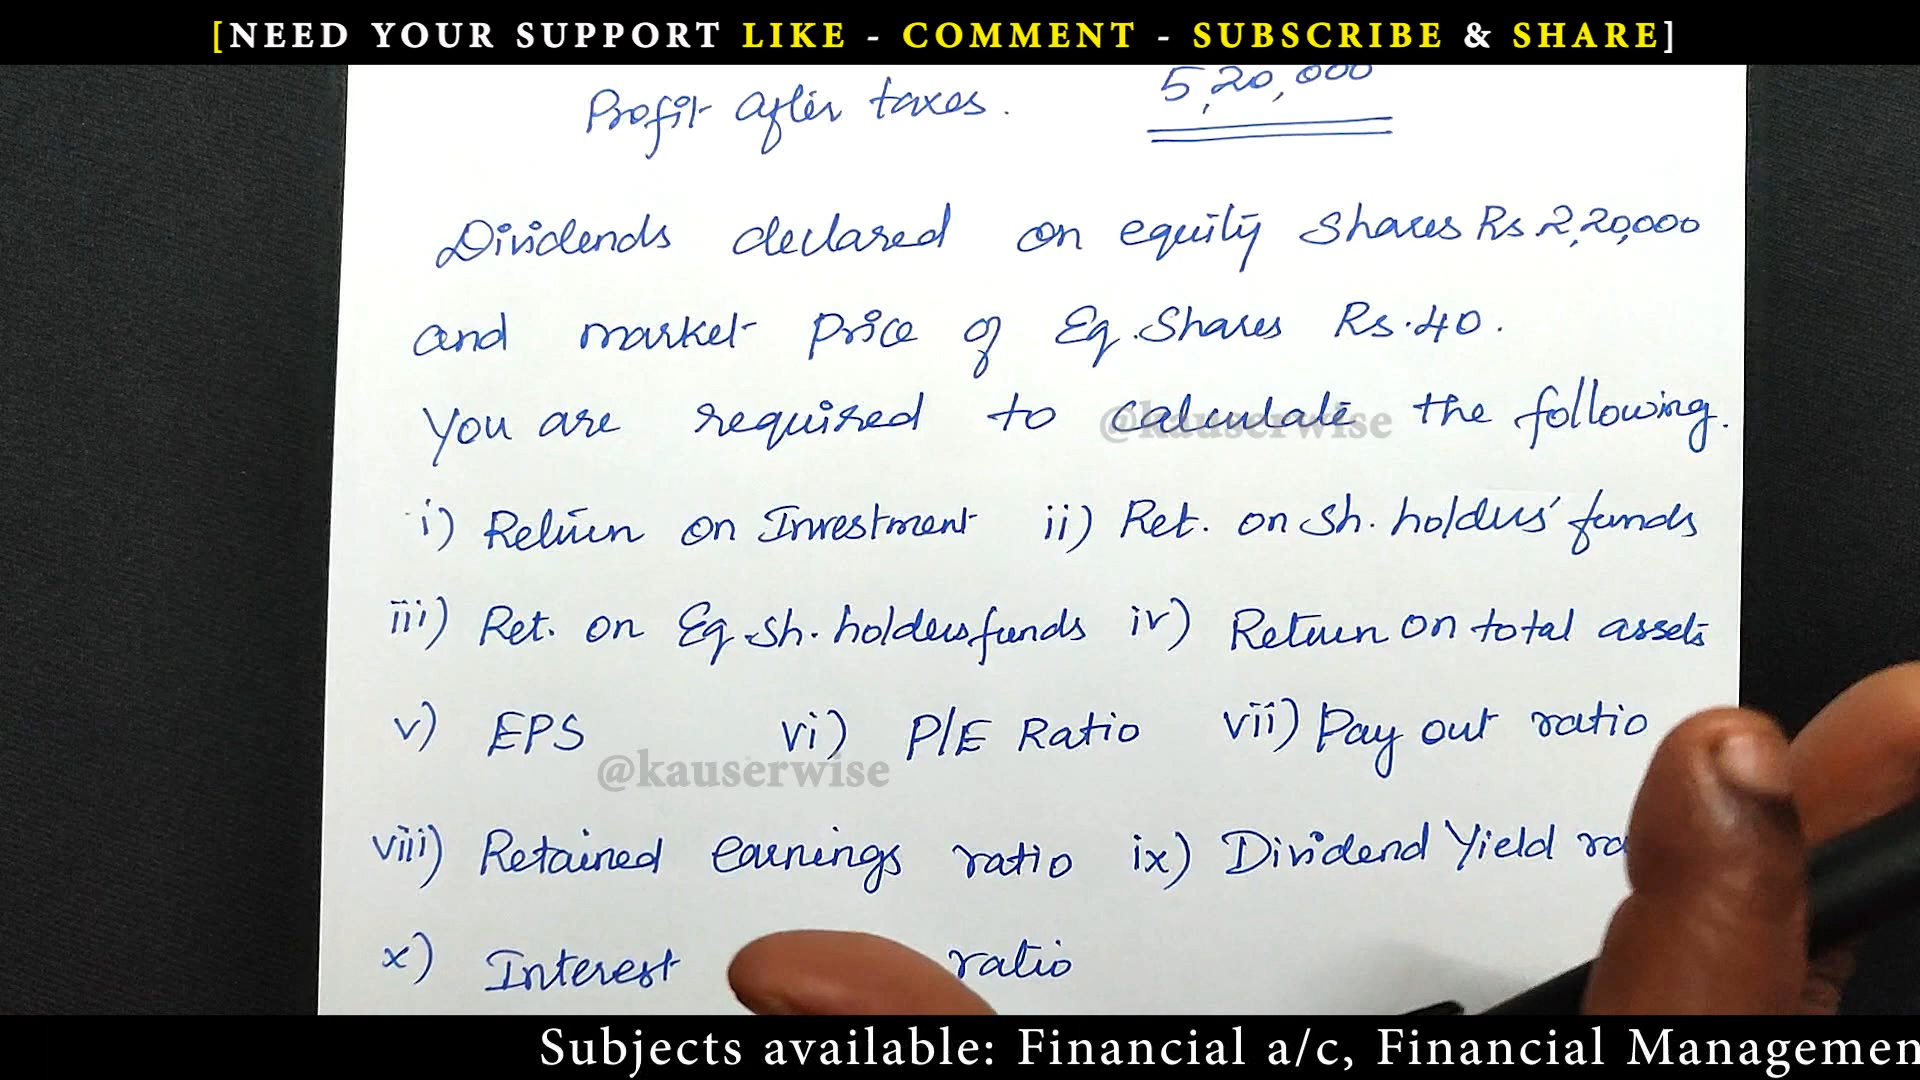 [NEED YOUR SUPPORT LIKE - COMMENT - SUBSCRIBE & SHARE]
Profit after taxes. 5,20,000
Dividends declared on equity shares Rs 2,20,000
and market price of Eq. Shares Rs. 40.
You are required to calculate the following.
@kauserwise
i) Return on Investment ii) Ret. on Sh. holders' funds
iii) Ret. on Eq. Sh. holders funds iv) Return on total assets
v) EPS vi) P/E Ratio vii) Pay out ratio
@kauserwise
viii) Retained earnings ratio ix) Dividend Yield
x) Interest ratio
Subjects available: Financial a/c, Financial Managemen